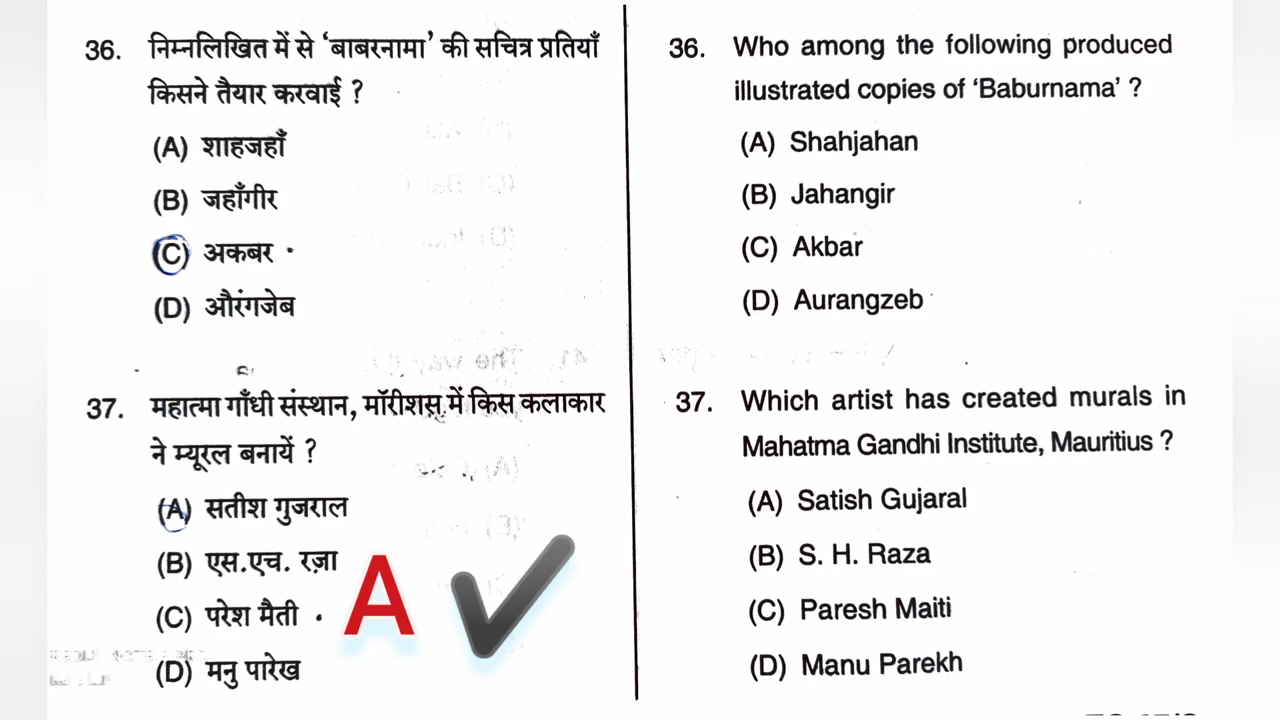 36. निम्नलिखित में से ‘बाबरनामा’ की सचित्र प्रतियाँ
किसने तैयार करवाई ?
(A) शाहजहाँ
(B) जहाँगीर
(C) अकबर
(D) औरंगजेब
37. महात्मा गाँधी संस्थान, मॉरीशस में किस कलाकार
ने म्यूरल बनायें ?
(A) सतीश गुजराल
(B) एस.एच. रज़ा
(C) परेश मैती
(D) मनु पारेख
A
36. Who among the following produced
illustrated copies of ‘Baburnama’ ?
(A) Shahjahan
(B) Jahangir
(C) Akbar
(D) Aurangzeb
37. Which artist has created murals in
Mahatma Gandhi Institute, Mauritius ?
(A) Satish Gujaral
(B) S. H. Raza
(C) Paresh Maiti
(D) Manu Parekh